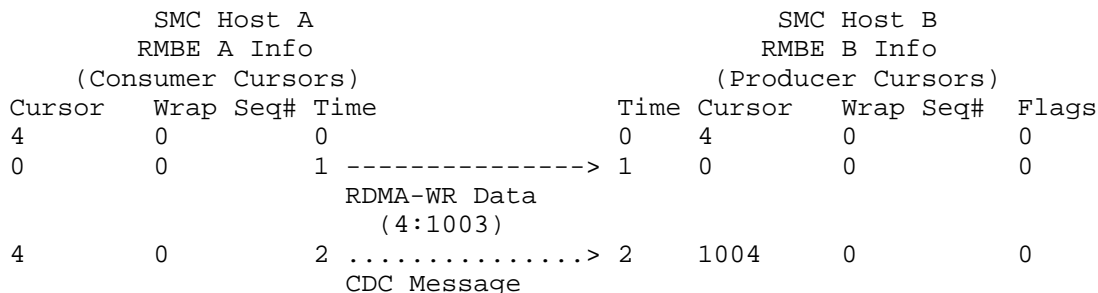 SMC Host A                              SMC Host B
RMBE A Info                             RMBE B Info
(Consumer Cursors)                      (Producer Cursors)
Cursor    Wrap Seq# Time                Time Cursor    Wrap Seq#  Flags
4         0         0                   0    4         0          0
0         0         1 ---------------> 1    0         0          0
RDMA-WR Data
(4:1003)
4         0         2 ...............> 2    1004      0          0
CDC Message